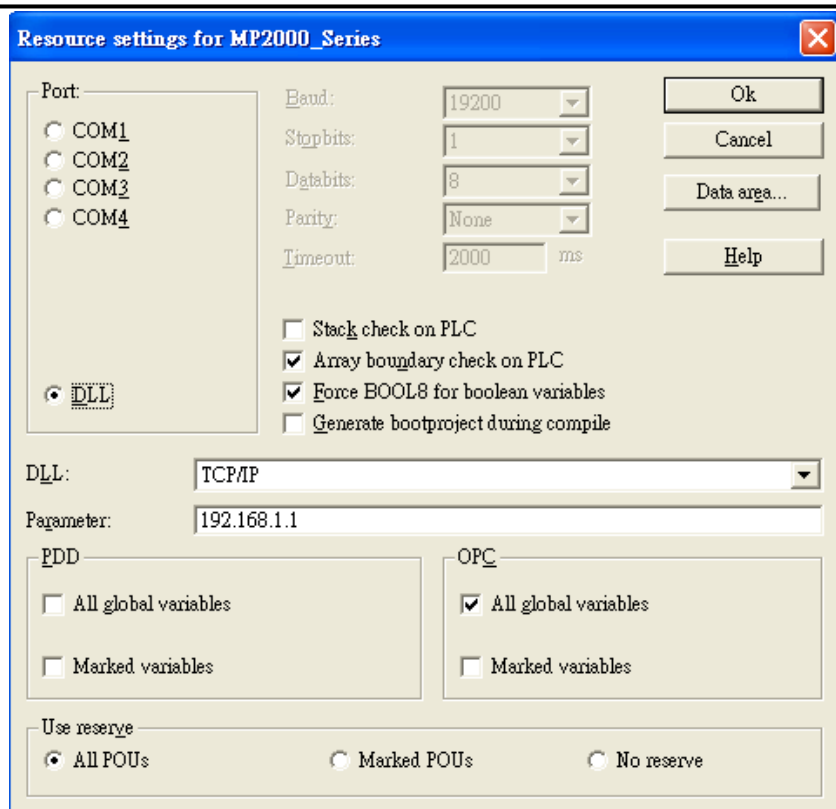 Resource settings for MP2000_Series
Port:
COM1
COM2
COM3
COM4
DLL
Baud: 19200
Stopbits: 1
Databits: 8
Parity: None
Timeout: 2000 ms
Ok
Cancel
Data area...
Help
Stack check on PLC
Array boundary check on PLC
Force BOOL8 for boolean variables
Generate bootproject during compile
DLL: TCP/IP
Parameter: 192.168.1.1
PDD
All global variables
Marked variables
OPC
All global variables
Marked variables
Use reserve
All POUs Marked POUs No reserve